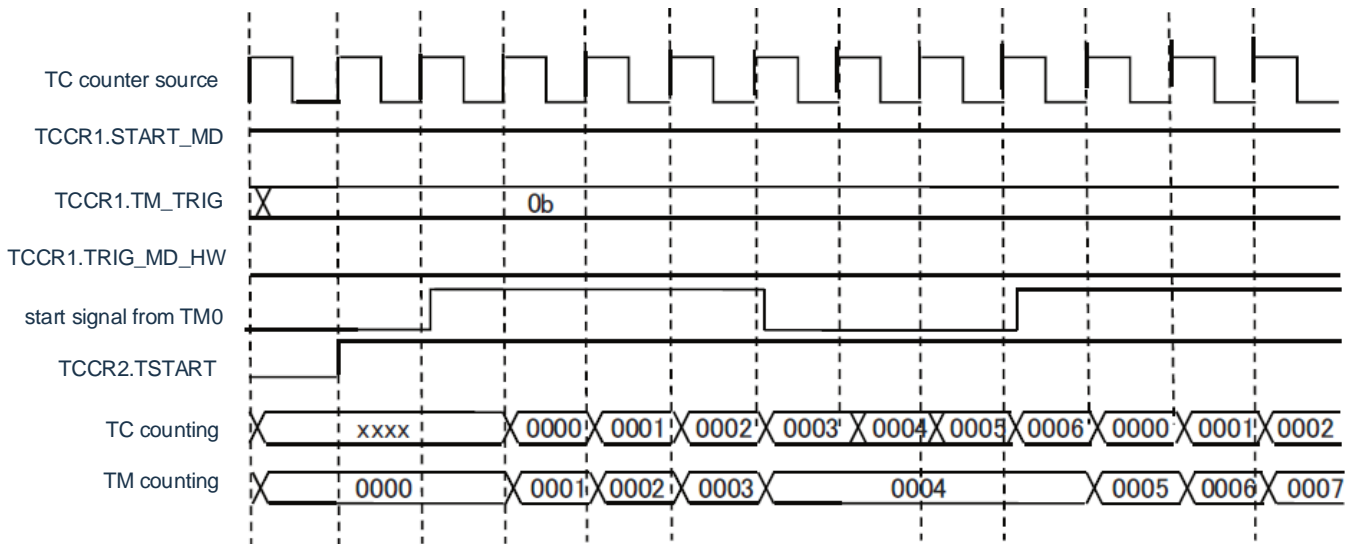 TC counter source
TCCR1.START_MD
TCCR1.TM_TRIG 0b
TCCR1.TRIG_MD_HW
start signal from TM0
TCCR2.TSTART
TC counting xxxx 0000 0001 0002 0003 0004 0005 0006 0000 0001 0002
TM counting 0000 0001 0002 0003 0004 0005 0006 0007